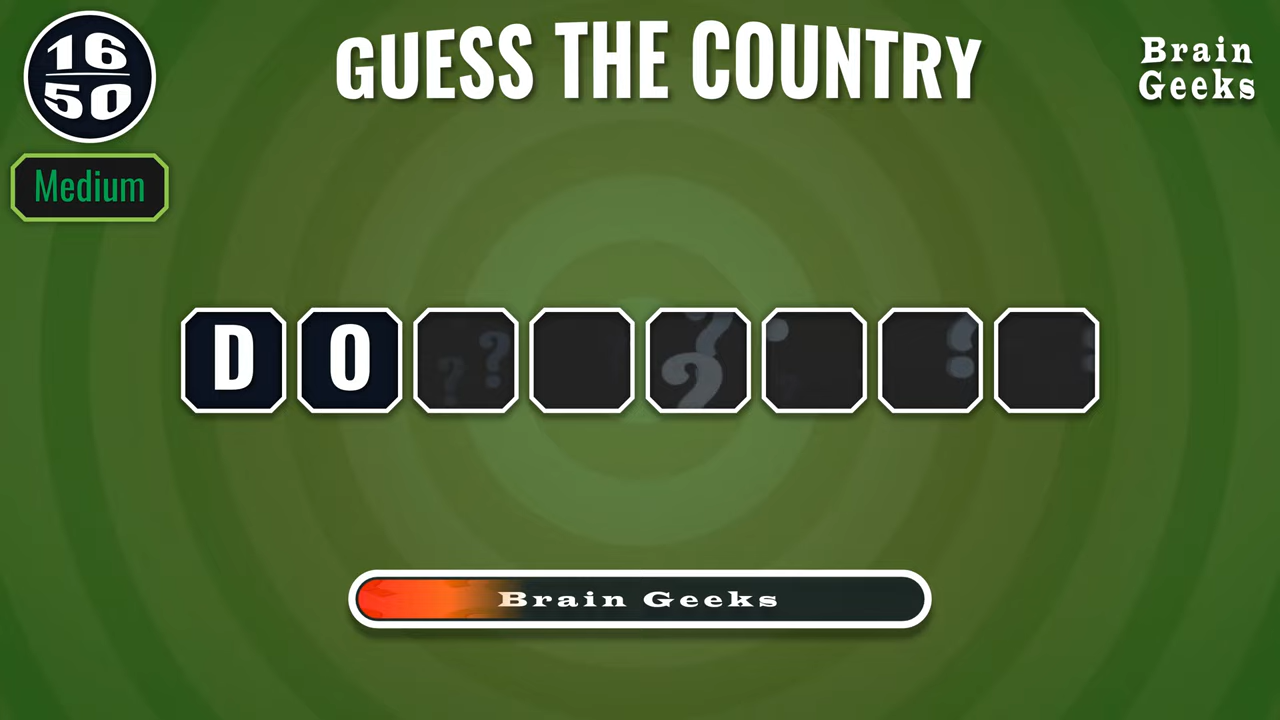 16
50
GUESS THE COUNTRY
Brain
Geeks
Medium
D O
? ? ? ? ?
Brain Geeks